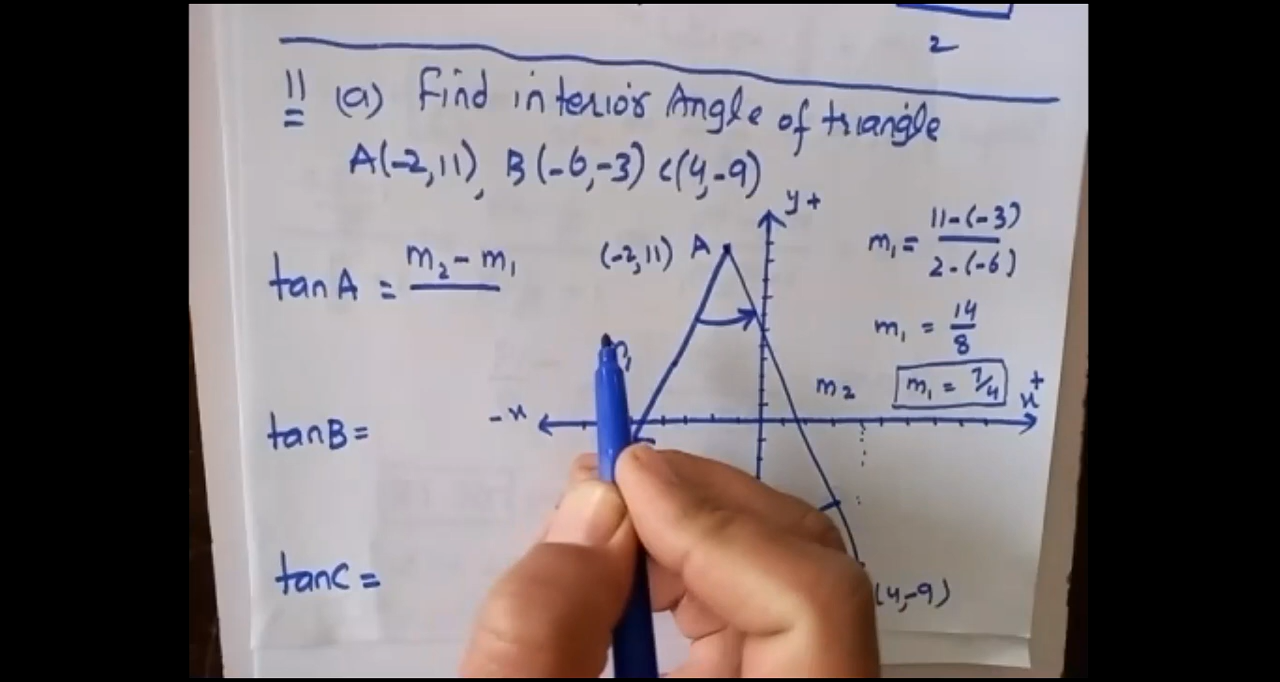 2
11 (a) Find interior Angle of triangle
A(-2,11), B(-6,-3) C(4,-9)
y+
(-2,11) A
m₁ = 11-(-3) / 2-(-6)
tanA = m₂ - m₁
m₁ = 14/8
m₂
m₁ = 7/4
x+
-x
tanB =
tanC =
(4,-9)